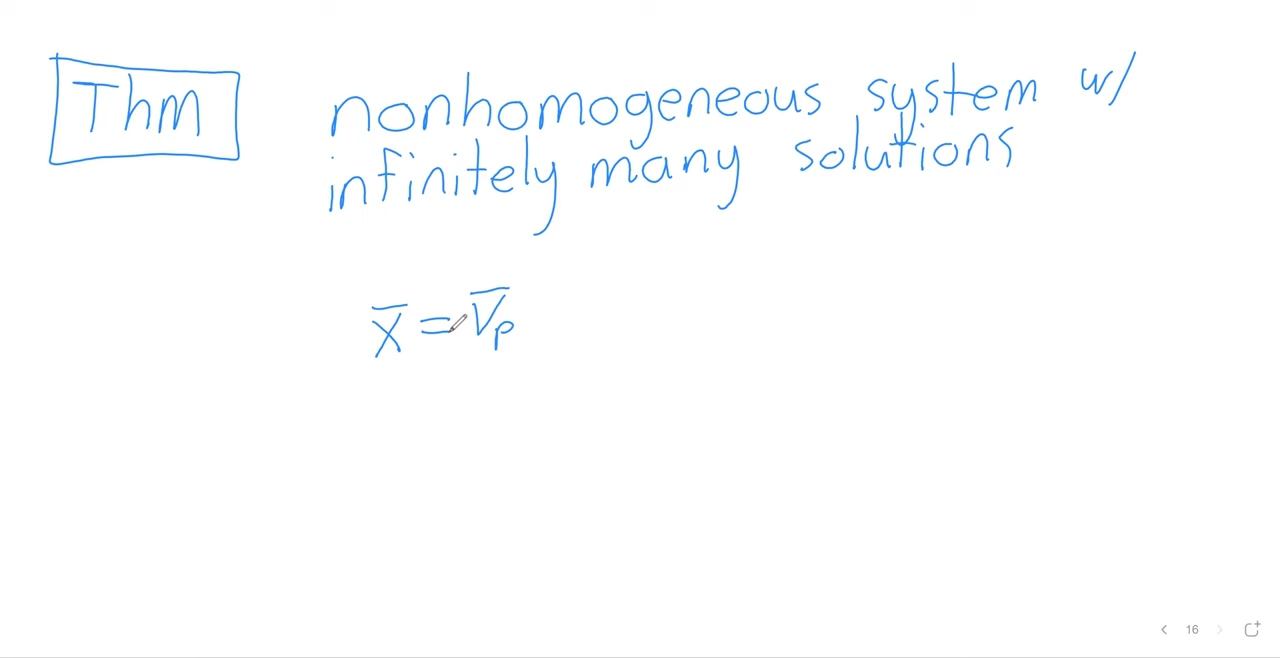 Thm
nonhomogeneous system w/
infinitely many solutions
x̄ = v̄ₚ
16